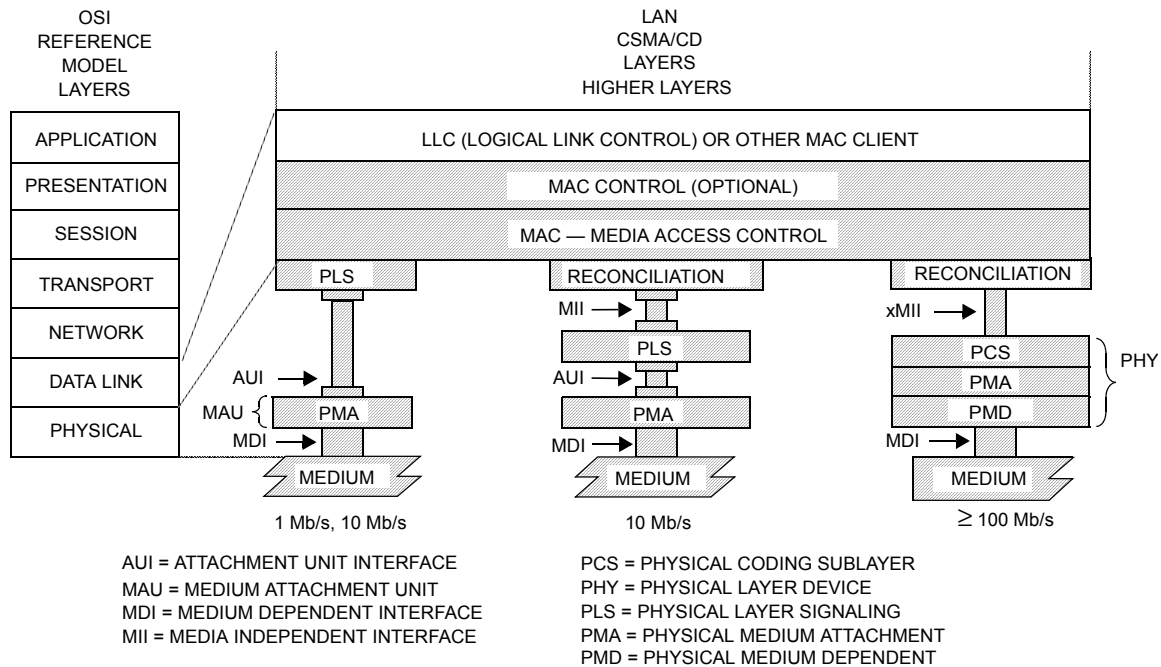 OSI
REFERENCE
MODEL
LAYERS
LAN
CSMA/CD
LAYERS
HIGHER LAYERS
APPLICATION
PRESENTATION
SESSION
TRANSPORT
NETWORK
DATA LINK
PHYSICAL
LLC (LOGICAL LINK CONTROL) OR OTHER MAC CLIENT
MAC CONTROL (OPTIONAL)
MAC — MEDIA ACCESS CONTROL
PLS
AUI
MAU
PMA
MDI
MEDIUM
1 Mb/s, 10 Mb/s
RECONCILIATION
MII
PLS
AUI
PMA
MDI
MEDIUM
10 Mb/s
RECONCILIATION
xMII
PCS
PMA
PMD
PHY
MDI
MEDIUM
≥ 100 Mb/s
AUI = ATTACHMENT UNIT INTERFACE
MAU = MEDIUM ATTACHMENT UNIT
MDI = MEDIUM DEPENDENT INTERFACE
MII = MEDIA INDEPENDENT INTERFACE
PCS = PHYSICAL CODING SUBLAYER
PHY = PHYSICAL LAYER DEVICE
PLS = PHYSICAL LAYER SIGNALING
PMA = PHYSICAL MEDIUM ATTACHMENT
PMD = PHYSICAL MEDIUM DEPENDENT